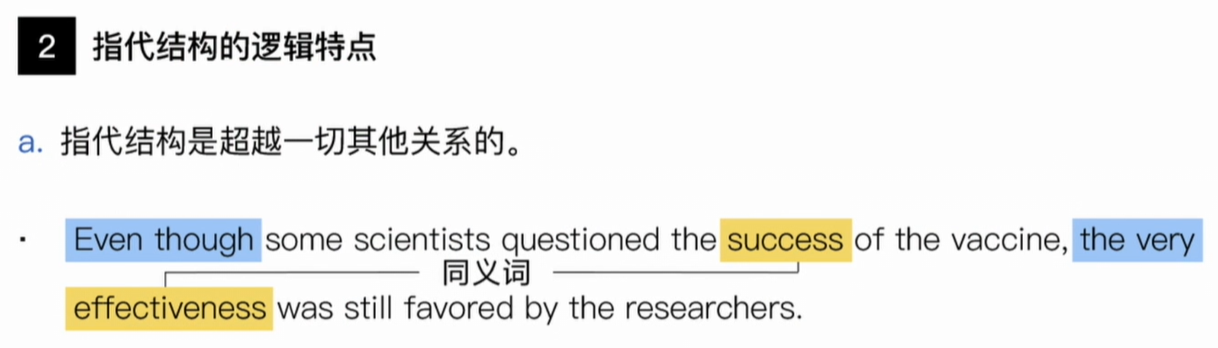 2 指代结构的逻辑特点
a. 指代结构是超越一切其他关系的。
· Even though some scientists questioned the success of the vaccine, the very
同义词
effectiveness was still favored by the researchers.